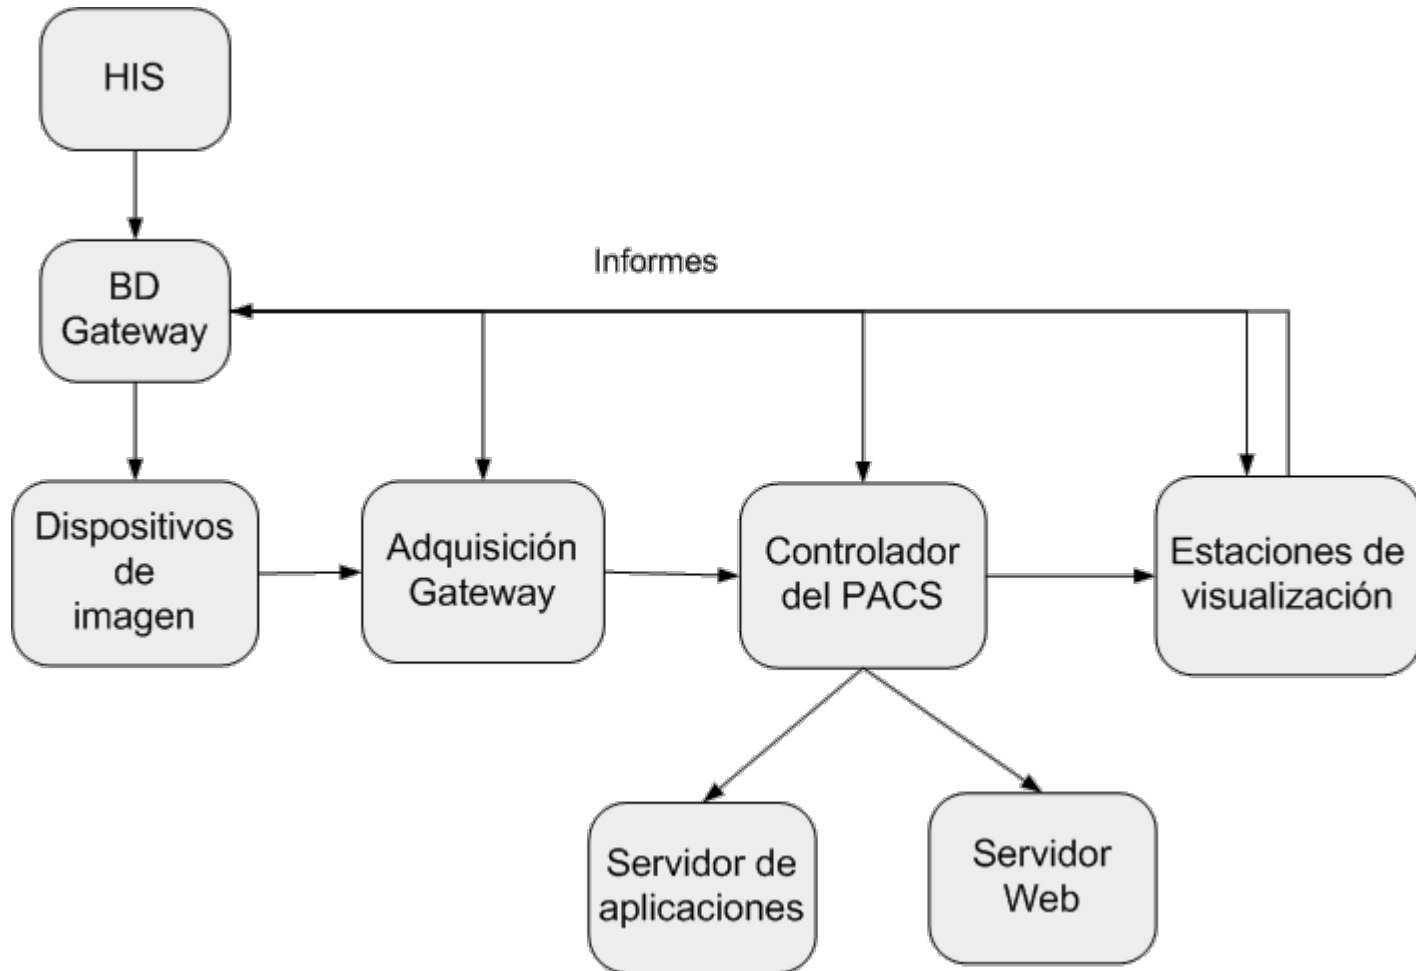 HIS
BD
Gateway
Informes
Dispositivos
de
imagen
Adquisición
Gateway
Controlador
del PACS
Estaciones de
visualización
Servidor de
aplicaciones
Servidor
Web